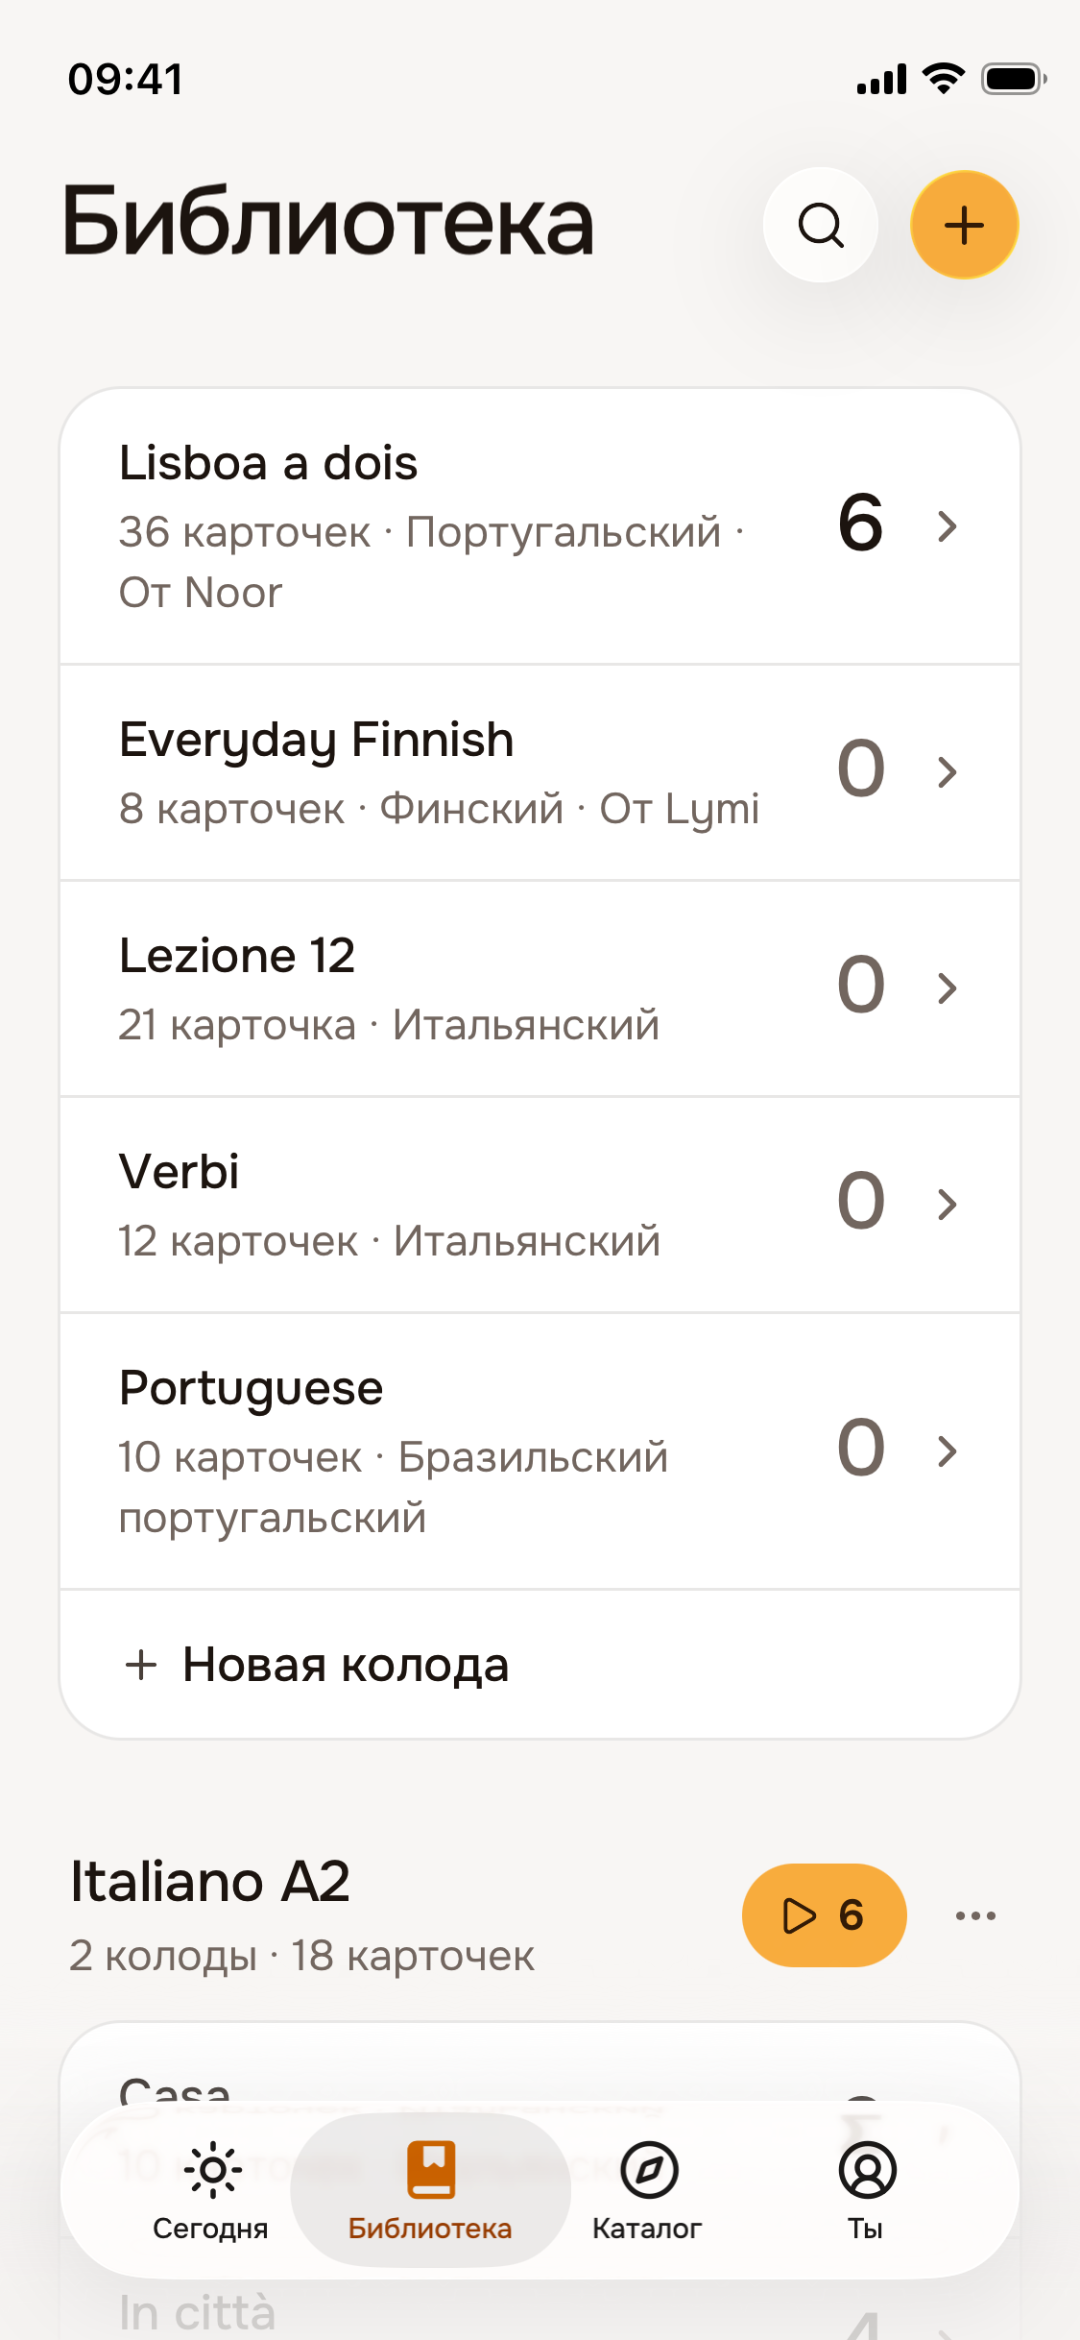 09:41
Библиотека
Lisboa a dois
36 карточек · Португальский ·
От Noor
6
Everyday Finnish
8 карточек · Финский · От Lymi
0
Lezione 12
21 карточка · Итальянский
0
Verbi
12 карточек · Итальянский
0
Portuguese
10 карточек · Бразильский
португальский
0
Новая колода
Italiano A2
2 колоды · 18 карточек
6
Casa
Сегодня
Библиотека
Каталог
Ты
In città
4